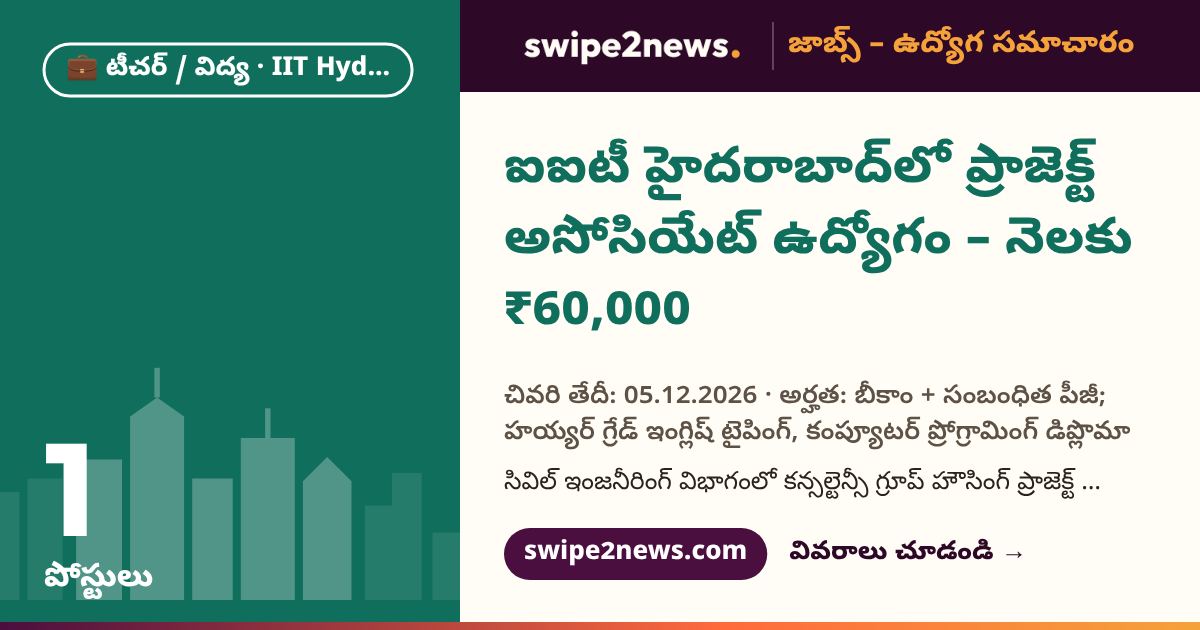 💼 టీచర్ / విద్య · IIT Hyd...
1
పోస్టులు
swipe2news.
జాబ్స్ – ఉద్యోగ సమాచారం
ఐఐటీ హైదరాబాద్‌లో ప్రాజెక్ట్
అసోసియేట్ ఉద్యోగం – నెలకు
₹60,000
చివరి తేదీ: 05.12.2026 · అర్హత: బీకాం + సంబంధిత పీజీ;
హయ్యర్ గ్రేడ్ ఇంగ్లిష్ టైపింగ్, కంప్యూటర్ ప్రోగ్రామింగ్ డిప్లొమా
సివిల్ ఇంజనీరింగ్ విభాగంలో కన్సల్టెన్సీ గ్రూప్ హౌసింగ్ ప్రాజెక్ట్ ...
swipe2news.com
వివరాలు చూడండి →